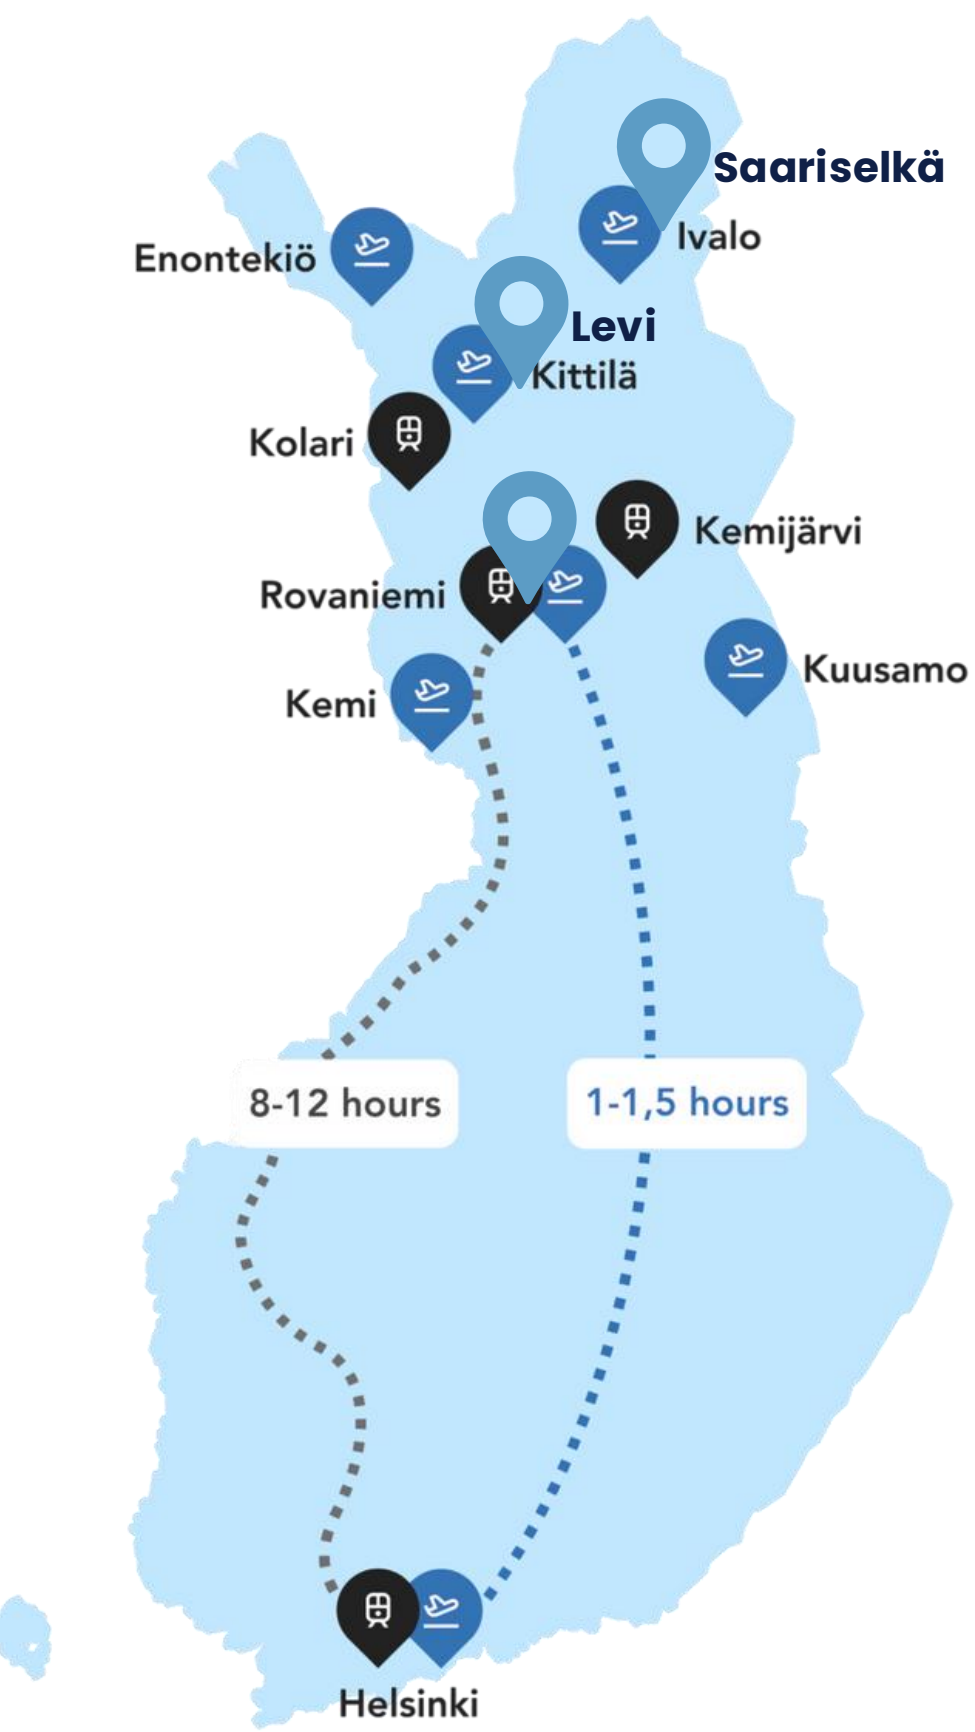 Saariselkä
Ivalo
Enontekiö
Levi
Kittilä
Kolari
Kemijärvi
Rovaniemi
Kuusamo
Kemi
8-12 hours
1-1,5 hours
Helsinki